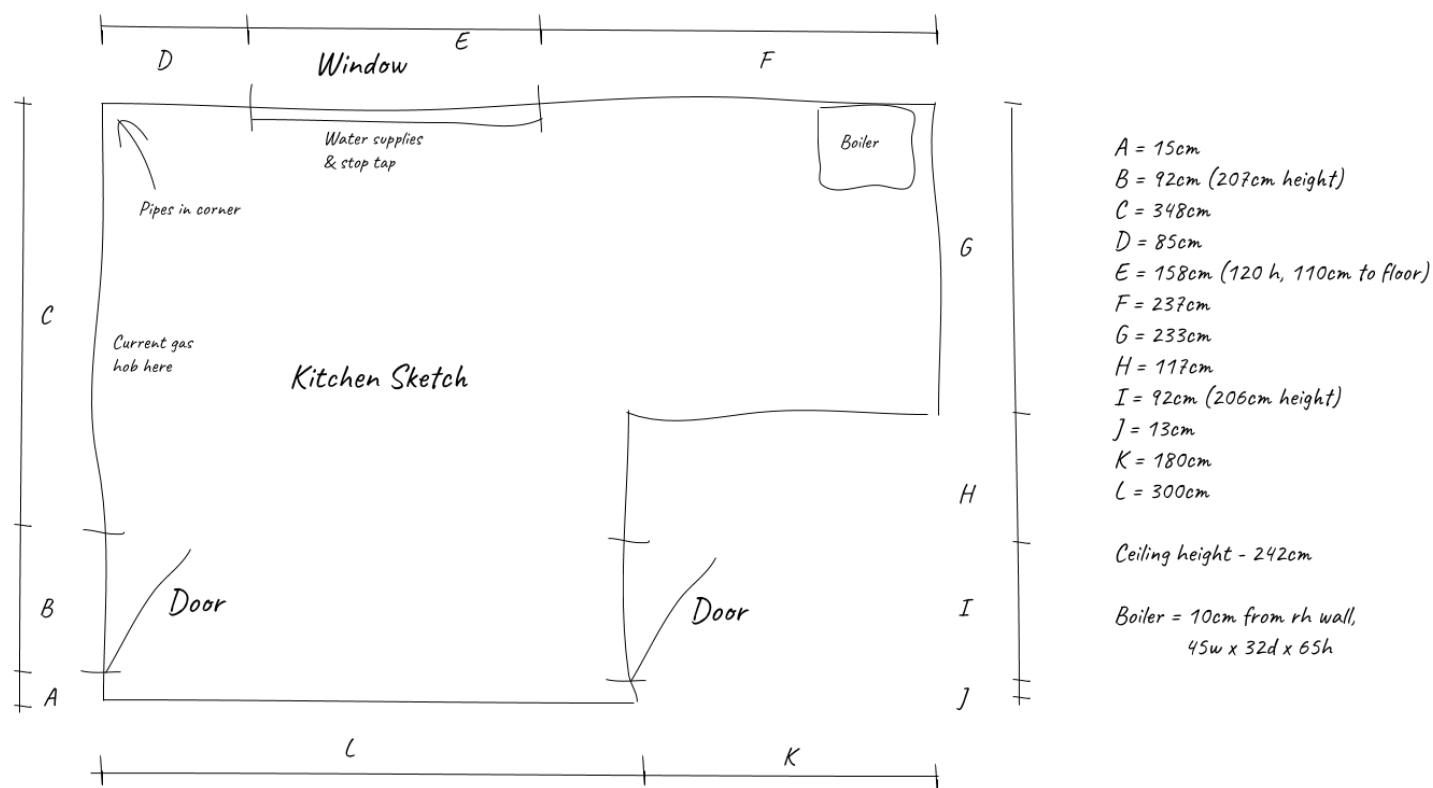 D
Window
E
F
Water supplies
& stop tap
Boiler
Pipes in corner
C
G
Current gas
hob here
Kitchen Sketch
H
B
Door
Door
I
A
J
L
K
A = 15cm
B = 92cm (207cm height)
C = 348cm
D = 85cm
E = 158cm (120 h, 110cm to floor)
F = 237cm
G = 233cm
H = 117cm
I = 92cm (206cm height)
J = 13cm
K = 180cm
L = 300cm
Ceiling height - 242cm
Boiler = 10cm from rh wall,
45w x 32d x 65h